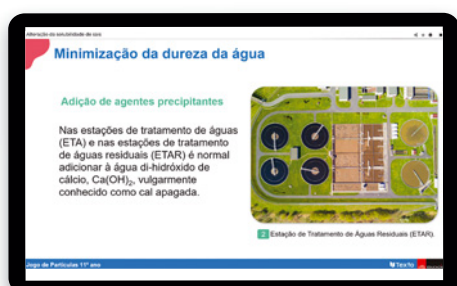 Alteração da solubilidade de sais
Minimização da dureza da água
Adição de agentes precipitantes
Nas estações de tratamento de águas
(ETA) e nas estações de tratamento
de águas residuais (ETAR) é normal
adicionar à água di-hidróxido de
cálcio, Ca(OH)2, vulgarmente
conhecido como cal apagada.
2 Estação de Tratamento de Águas Residuais (ETAR).
Jogo de Partículas 11º ano
Texto